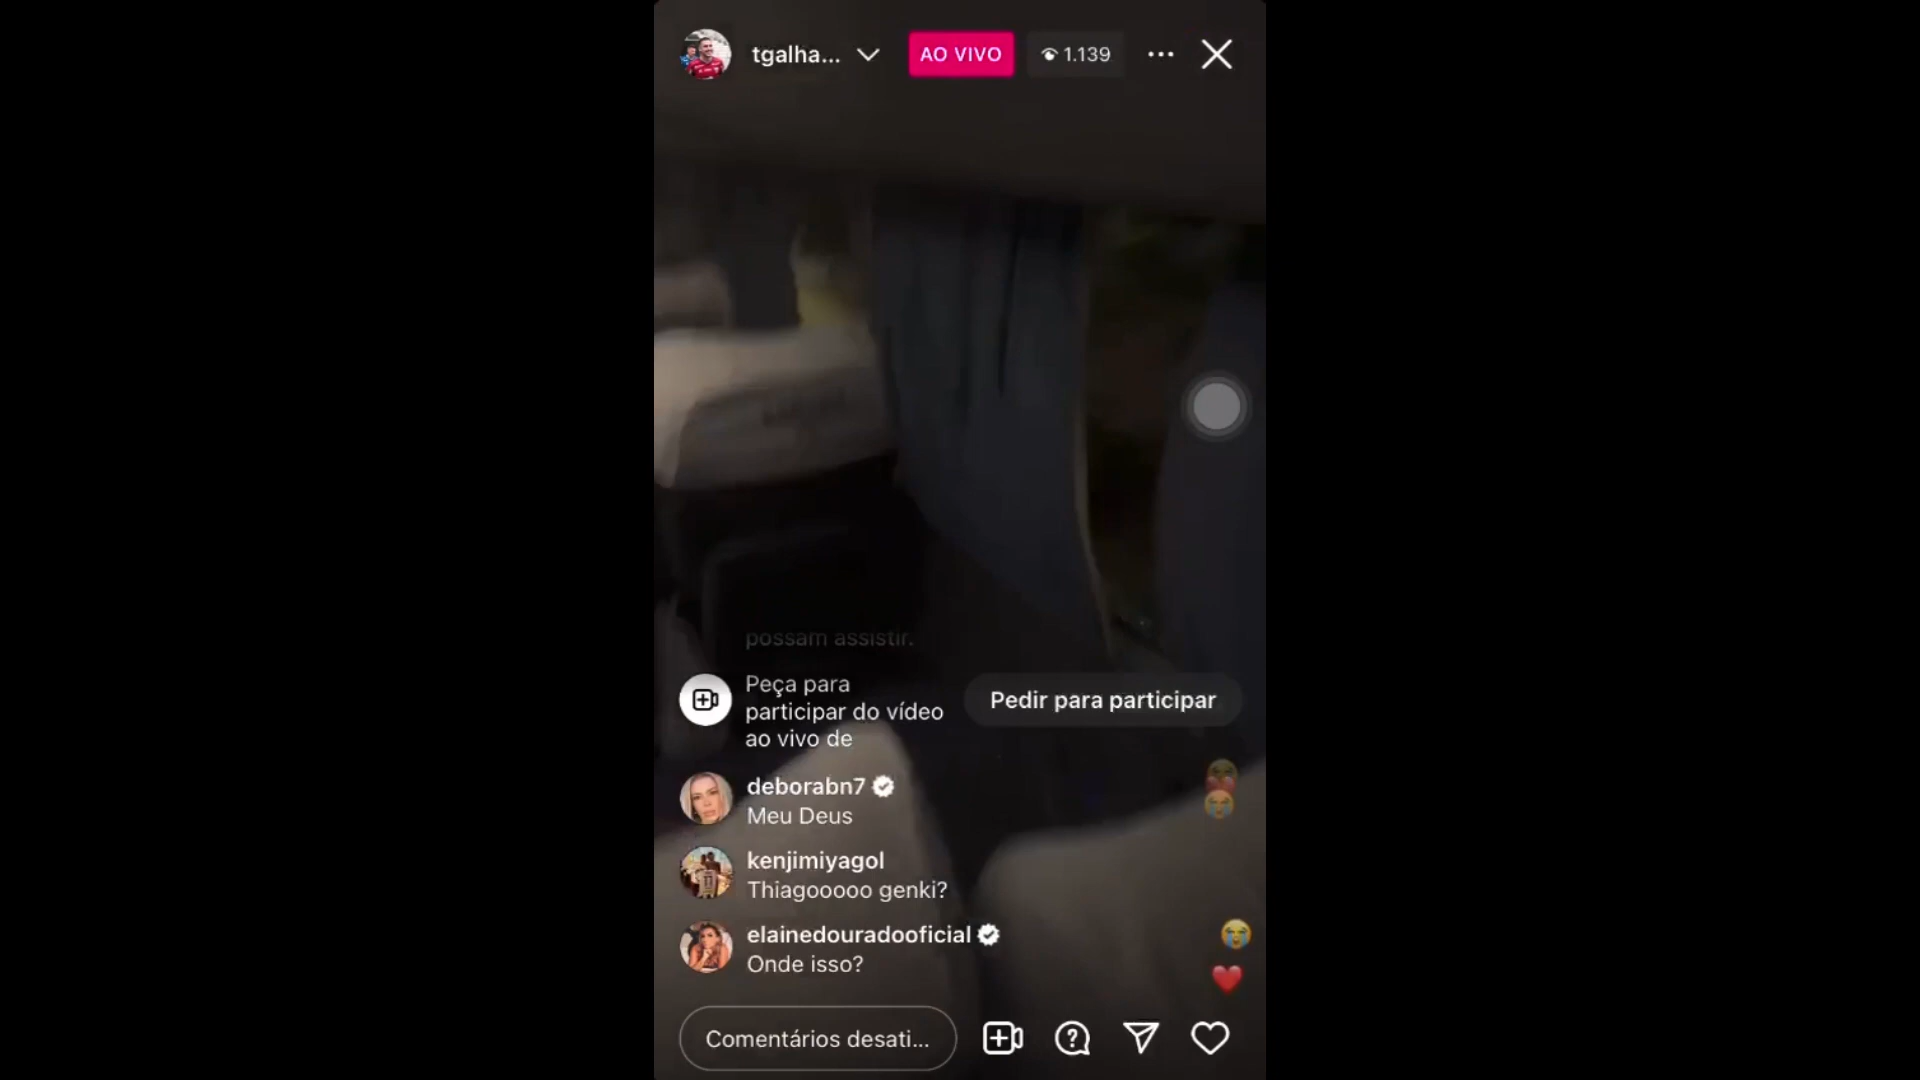 tgalha...
AO VIVO
1.139
possam assistir.
Peça para
participar do vídeo
ao vivo de
Pedir para participar
deborabn7
Meu Deus
kenjimiyagol
Thiagooooo genki?
elainedouradooficial
Onde isso?
Comentários desati...